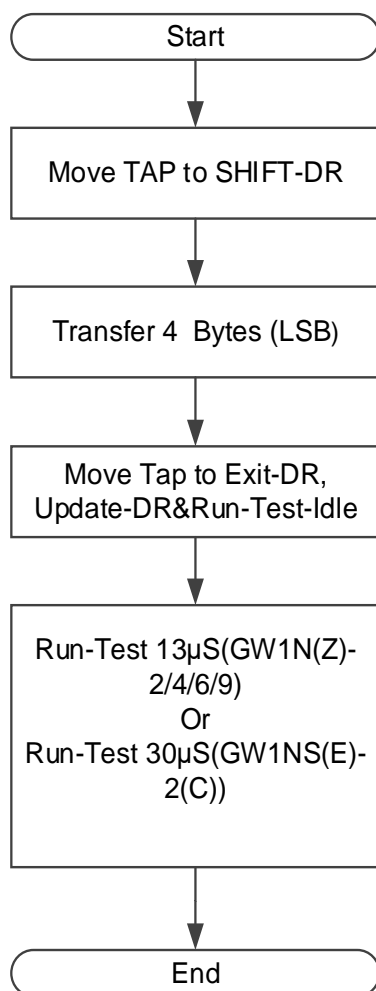 Start
Move TAP to SHIFT-DR
Transfer 4  Bytes (LSB)
Move Tap to Exit-DR,
Update-DR&Run-Test-Idle
Run-Test 13µS(GW1N(Z)-
2/4/6/9)
Or
Run-Test 30µS(GW1NS(E)-
2(C))
End